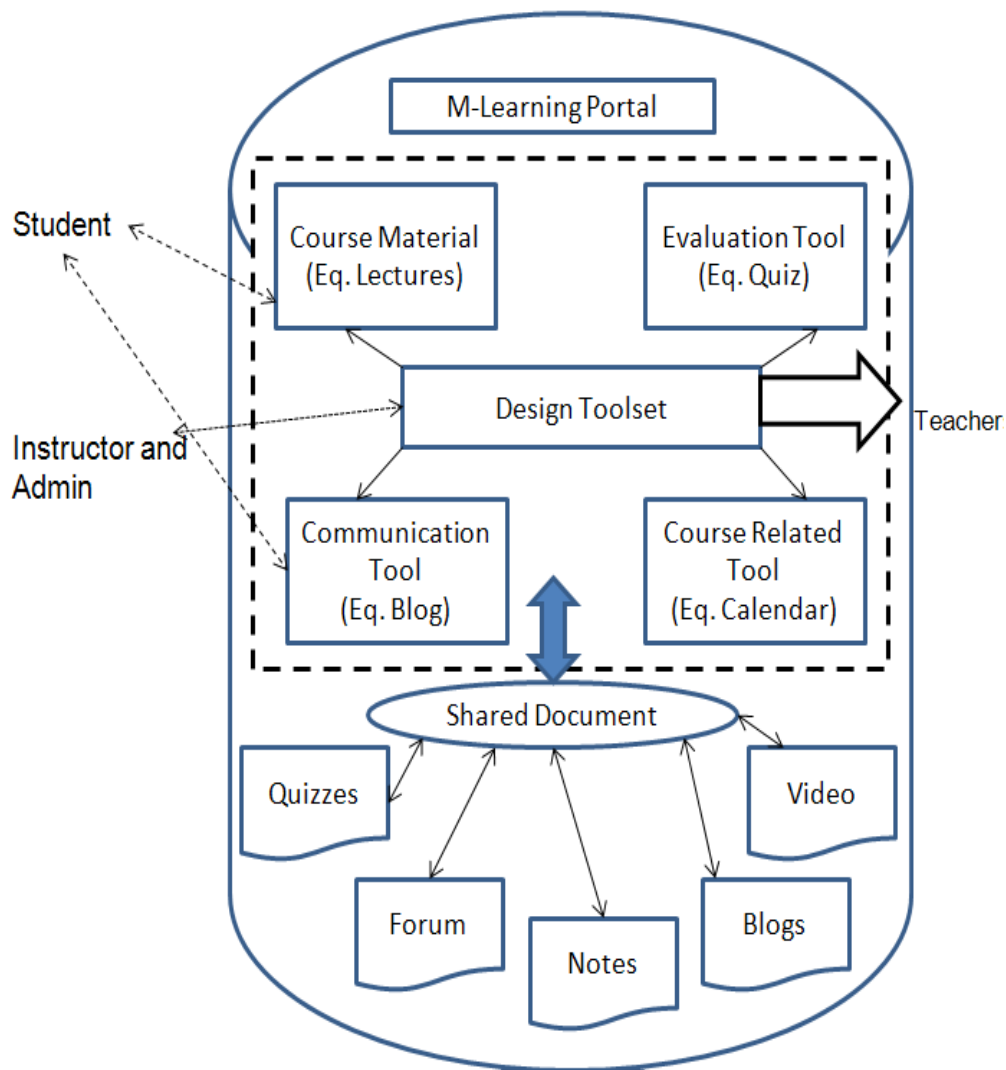 M-Learning Portal
Student
Course Material
(Eq. Lectures)
Evaluation Tool
(Eq. Quiz)
Design Toolset
Teacher
Instructor and
Admin
Communication
Tool
(Eq. Blog)
Course Related
Tool
(Eq. Calendar)
Shared Document
Quizzes
Video
Forum
Notes
Blogs